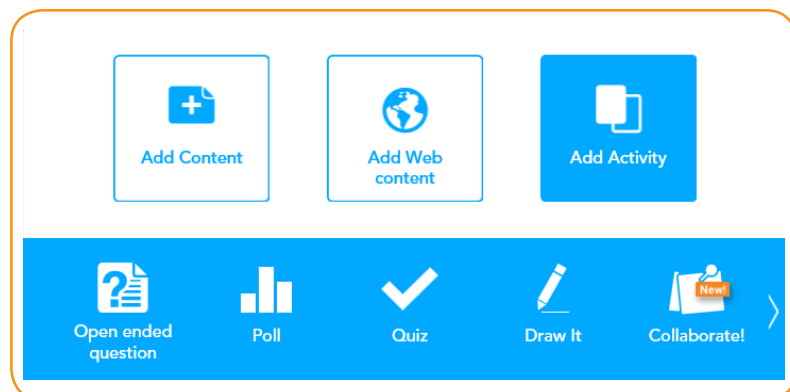 Add Content
Add Web
content
Add Activity
Open ended
question
Poll
Quiz
Draw It
New!
Collaborate!